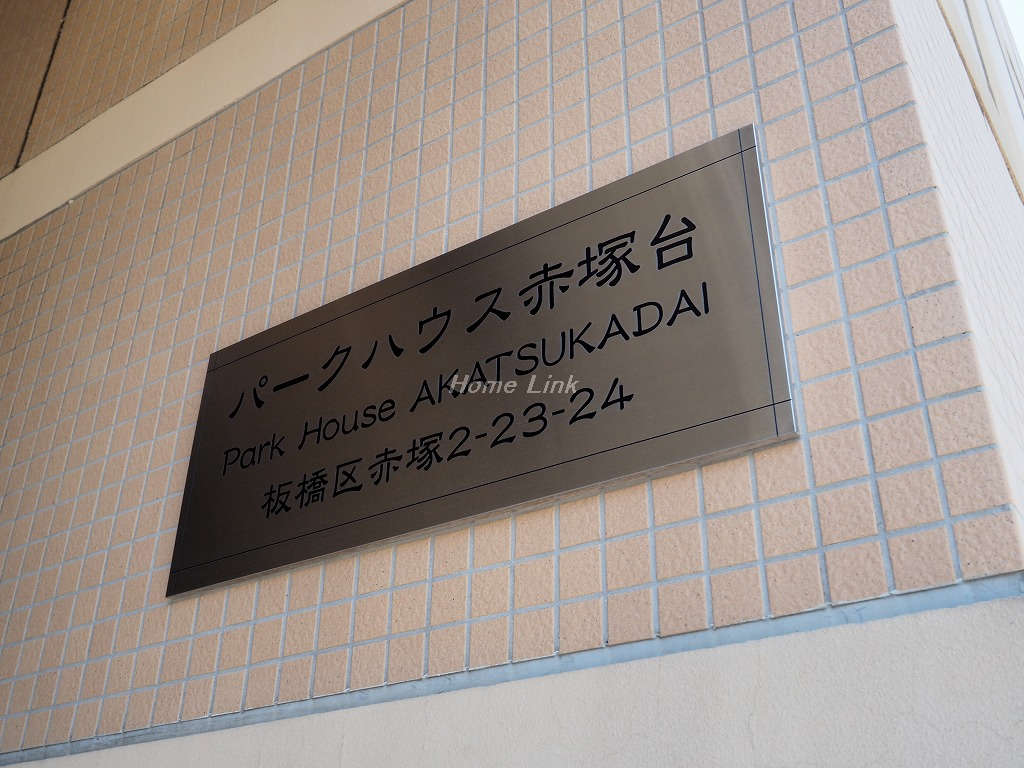 パークハウス赤塚台
Park House AKATSUKADAI
Home Link
板橋区赤塚2-23-24